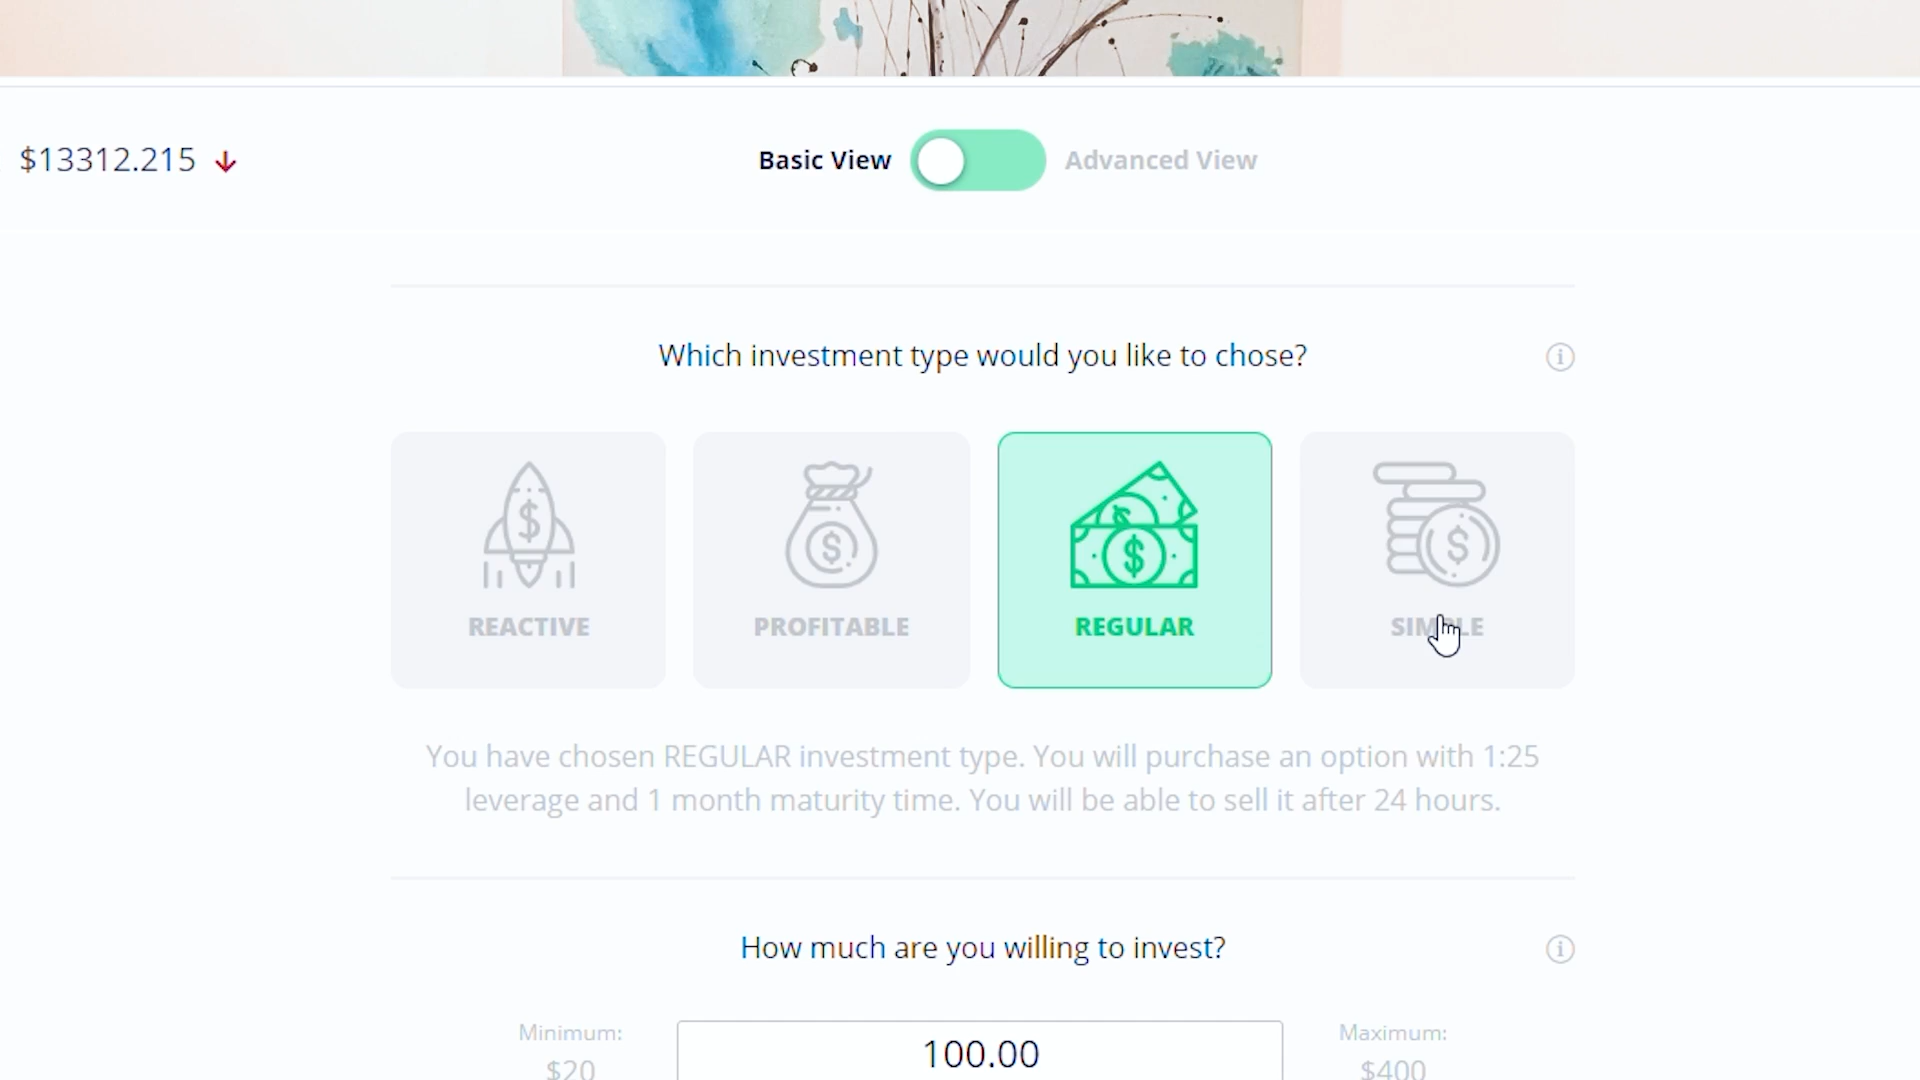 $13312.215
Basic View
Advanced View
Which investment type would you like to chose?
REACTIVE
PROFITABLE
REGULAR
SIMPLE
You have chosen REGULAR investment type. You will purchase an option with 1:25
leverage and 1 month maturity time. You will be able to sell it after 24 hours.
How much are you willing to invest?
Minimum:
$20
100.00
Maximum:
$400